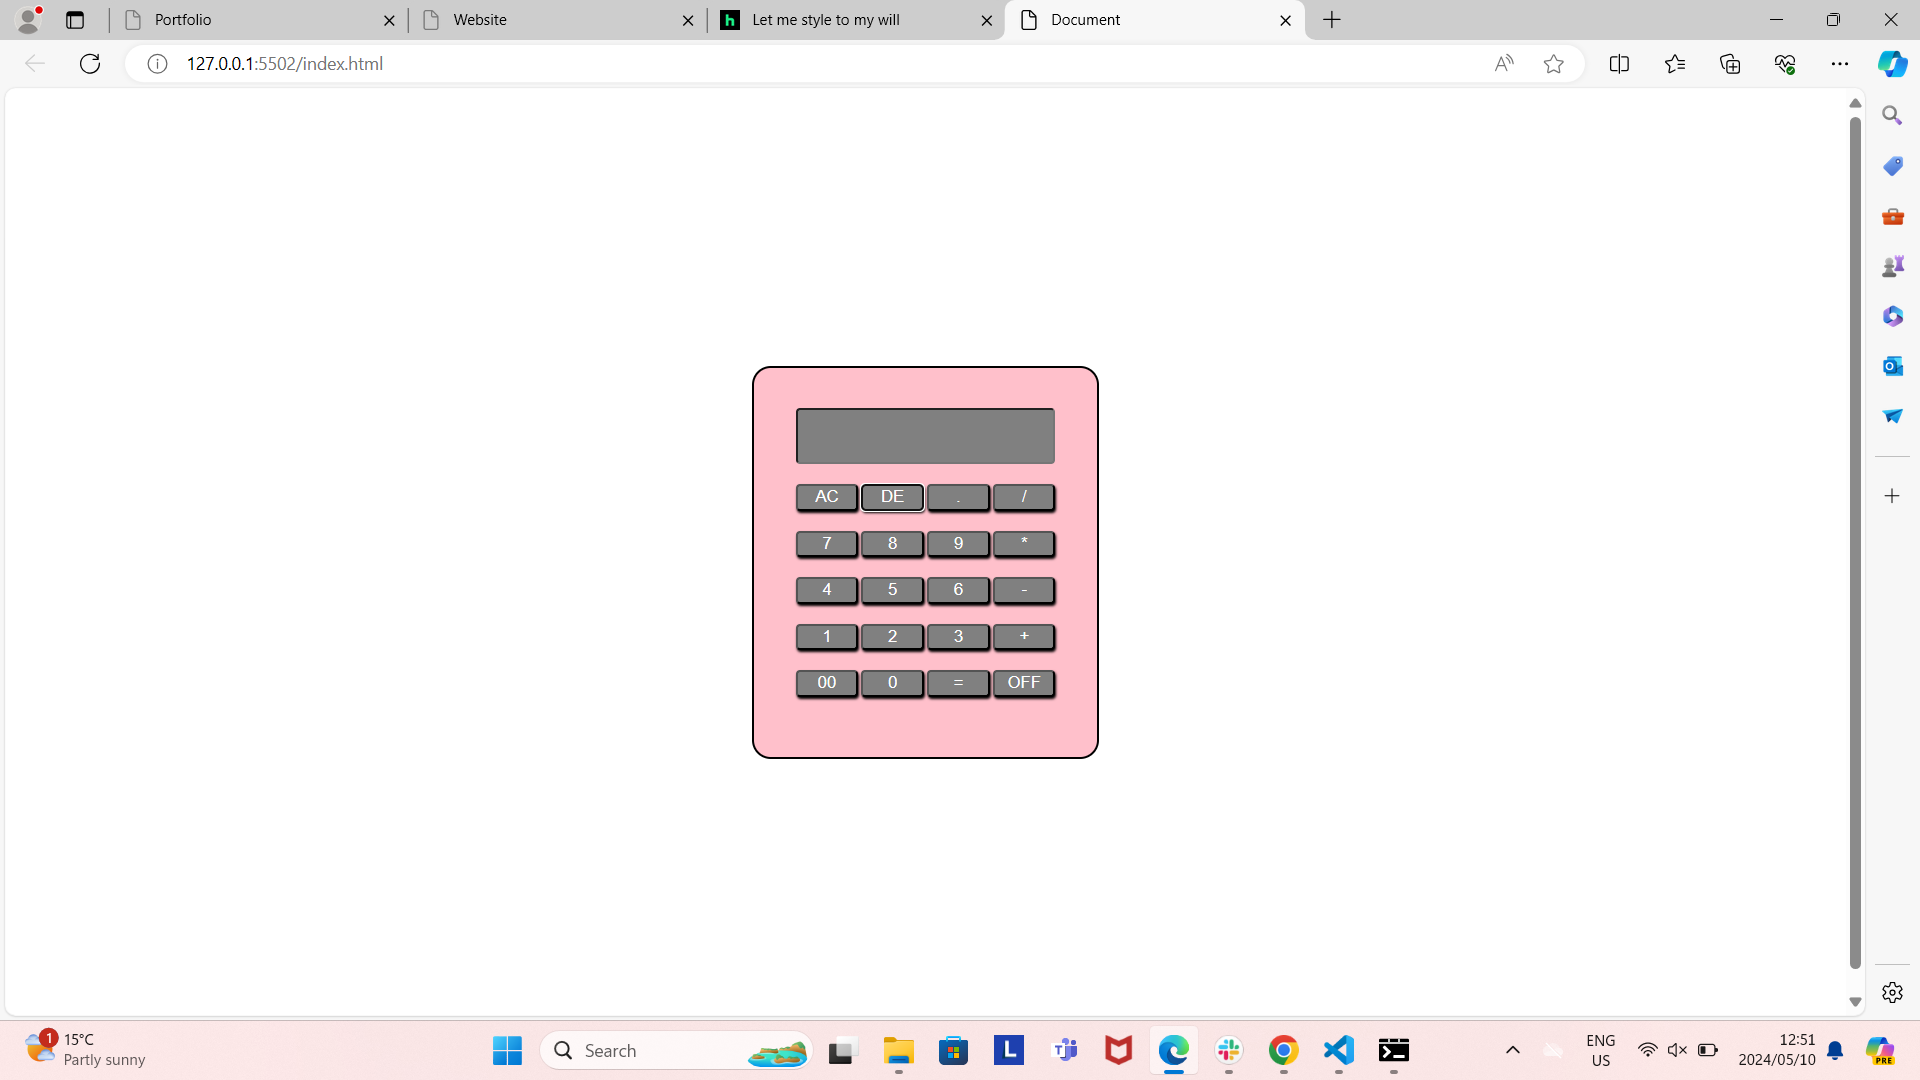 Portfolio
Website
Let me style to my will
Document
127.0.0.1:5502/index.html
AC DE . /
7 8 9 *
4 5 6 -
1 2 3 +
00 0 = OFF
1
15°C
Partly sunny
Search
L
ENG
US
12:51
2024/05/10
PRE